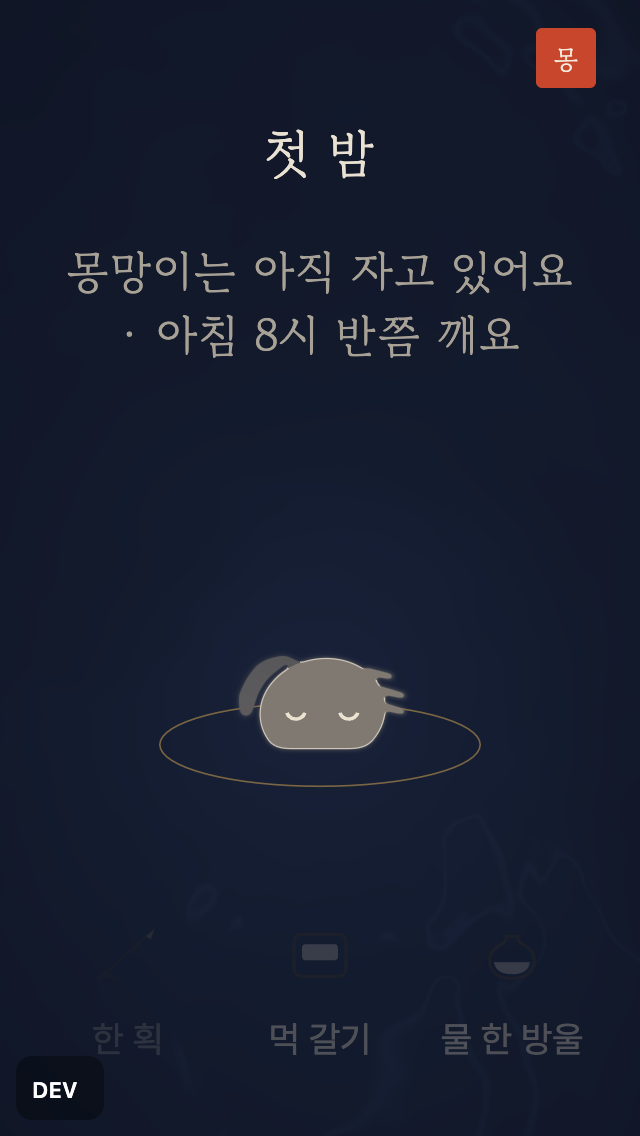 몽
첫 밤
몽망이는 아직 자고 있어요
· 아침 8시 반쯤 깨요
한 획
먹 갈기
물 한 방울
DEV